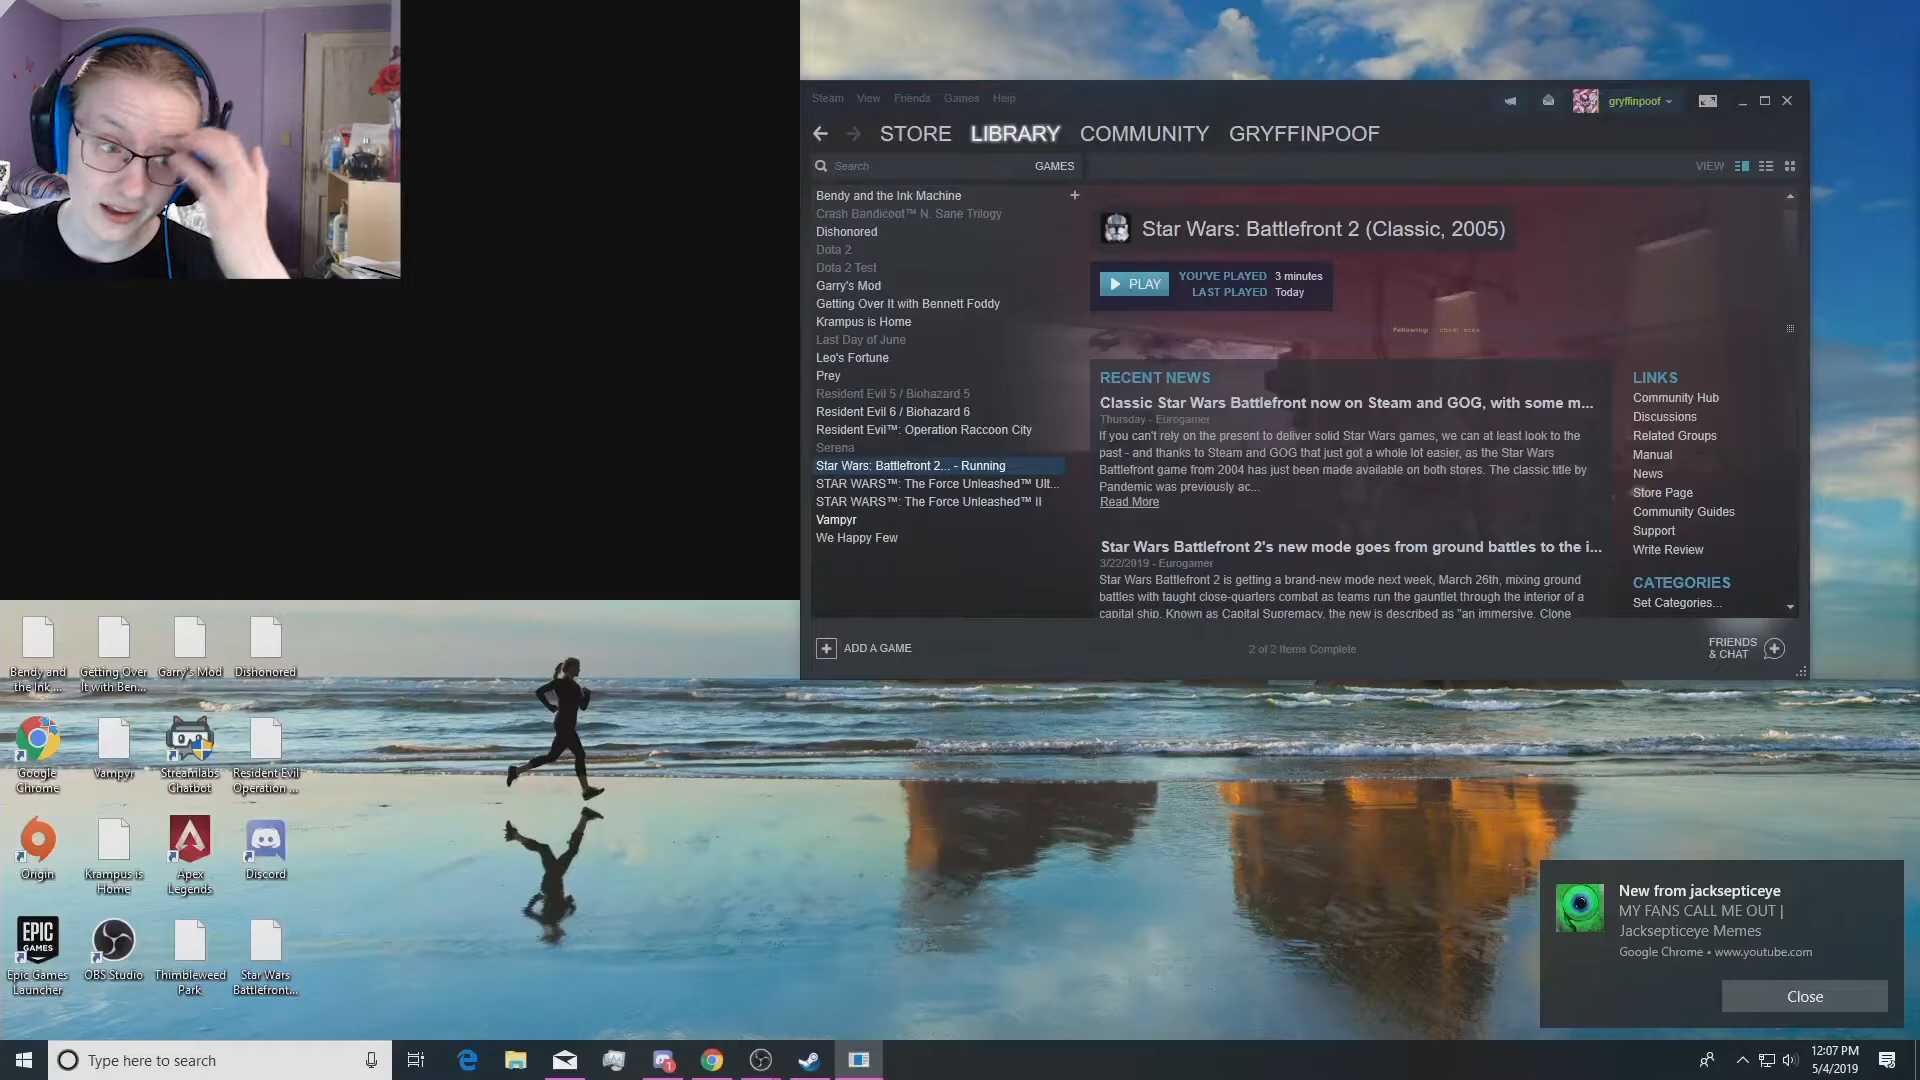 Steam View Friends Games Help
gryffinpoof
STORE LIBRARY COMMUNITY GRYFFINPOOF
Search
GAMES
VIEW
Bendy and the Ink Machine
Crash Bandicoot™ N. Sane Trilogy
Dishonored
Dota 2
Dota 2 Test
Garry's Mod
Getting Over It with Bennett Foddy
Krampus is Home
Last Day of June
Leo's Fortune
Prey
Resident Evil 5 / Biohazard 5
Resident Evil 6 / Biohazard 6
Resident Evil™: Operation Raccoon City
Serena
Star Wars: Battlefront 2... - Running
STAR WARS™: The Force Unleashed™ Ult...
STAR WARS™: The Force Unleashed™ II
Vampyr
We Happy Few
Star Wars: Battlefront 2 (Classic, 2005)
PLAY
YOU'VE PLAYED 3 minutes
LAST PLAYED Today
Following:
RECENT NEWS
Classic Star Wars Battlefront now on Steam and GOG, with some m...
Thursday - Eurogamer
If you can't rely on the present to deliver solid Star Wars games, we can at least look to the
past - and thanks to Steam and GOG that just got a whole lot easier, as the Star Wars
Battlefront game from 2004 has just been made available on both stores. The classic title by
Pandemic was previously ac...
Read More
Star Wars Battlefront 2's new mode goes from ground battles to the i...
3/22/2019 - Eurogamer
Star Wars Battlefront 2 is getting a brand-new mode next week, March 26th, mixing ground
battles with taught close-quarters combat as teams run the gauntlet through the interior of a
capital ship. Known as Capital Supremacy, the new is described as "an immersive, Clone
LINKS
Community Hub
Discussions
Related Groups
Manual
News
Store Page
Community Guides
Support
Write Review
CATEGORIES
Set Categories...
ADD A GAME
2 of 2 Items Complete
FRIENDS
& CHAT
Bendy and
the Ink ...
Getting Over
It with Ben...
Garry's Mod
Dishonored
Google
Chrome
Vampyr
Streamlabs
Chatbot
Resident Evil
Operation ...
Origin
Krampus is
Home
Apex
Legends
Discord
EPIC
GAMES
Epic Games
Launcher
OBS Studio
Thimbleweed
Park
Star Wars
Battlefront...
New from jacksepticeye
MY FANS CALL ME OUT |
Jacksepticeye Memes
Google Chrome • www.youtube.com
Close
Type here to search
1
12:07 PM
5/4/2019